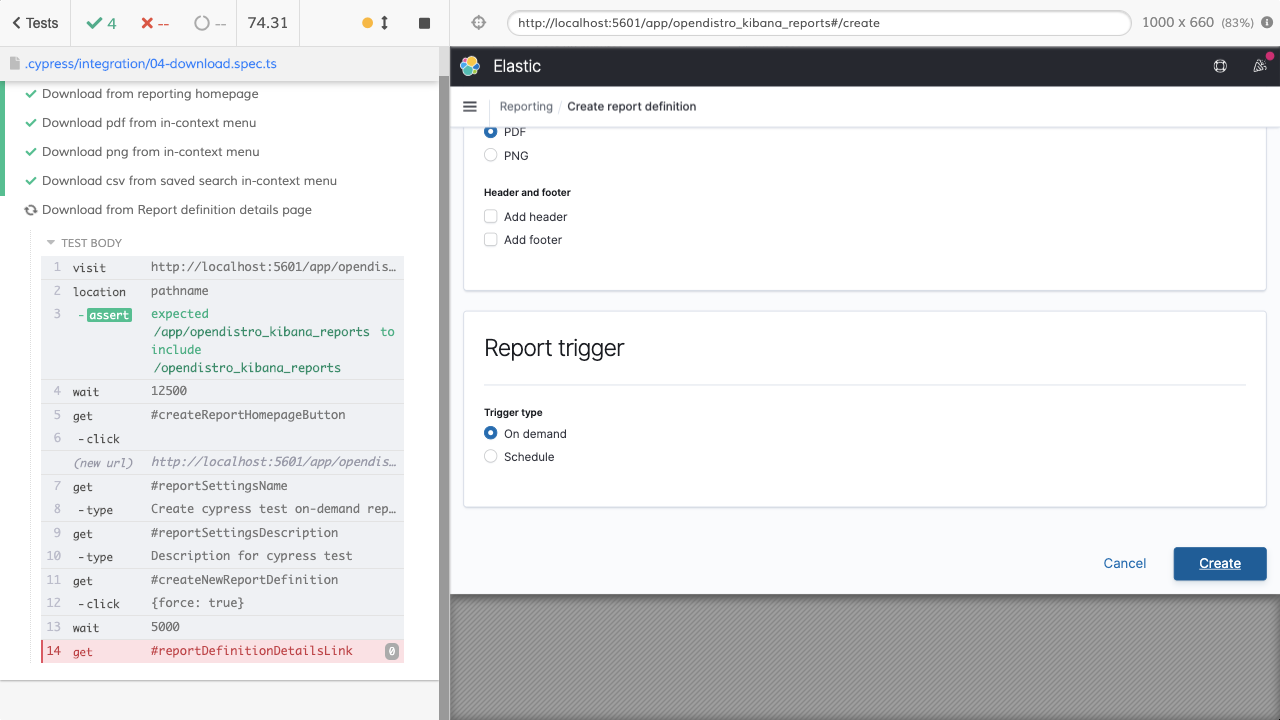 Tests
4
--
--
74.31
http://localhost:5601/app/opendistro_kibana_reports#/create
1000 x 660 (83%)
.cypress/integration/04-download.spec.ts
Download from reporting homepage
Download pdf from in-context menu
Download png from in-context menu
Download csv from saved search in-context menu
Download from Report definition details page
TEST BODY
1 visit http://localhost:5601/app/opendis…
2 location pathname
3 -assert expected
/app/opendistro_kibana_reports to
include
/opendistro_kibana_reports
4 wait 12500
5 get #createReportHomepageButton
6 -click
(new url) http://localhost:5601/app/opendis…
7 get #reportSettingsName
8 -type Create cypress test on-demand rep…
9 get #reportSettingsDescription
10 -type Description for cypress test
11 get #createNewReportDefinition
12 -click {force: true}
13 wait 5000
14 get #reportDefinitionDetailsLink 0
Elastic
Reporting / Create report definition
PDF
PNG
Header and footer
Add header
Add footer
Report trigger
Trigger type
On demand
Schedule
Cancel
Create